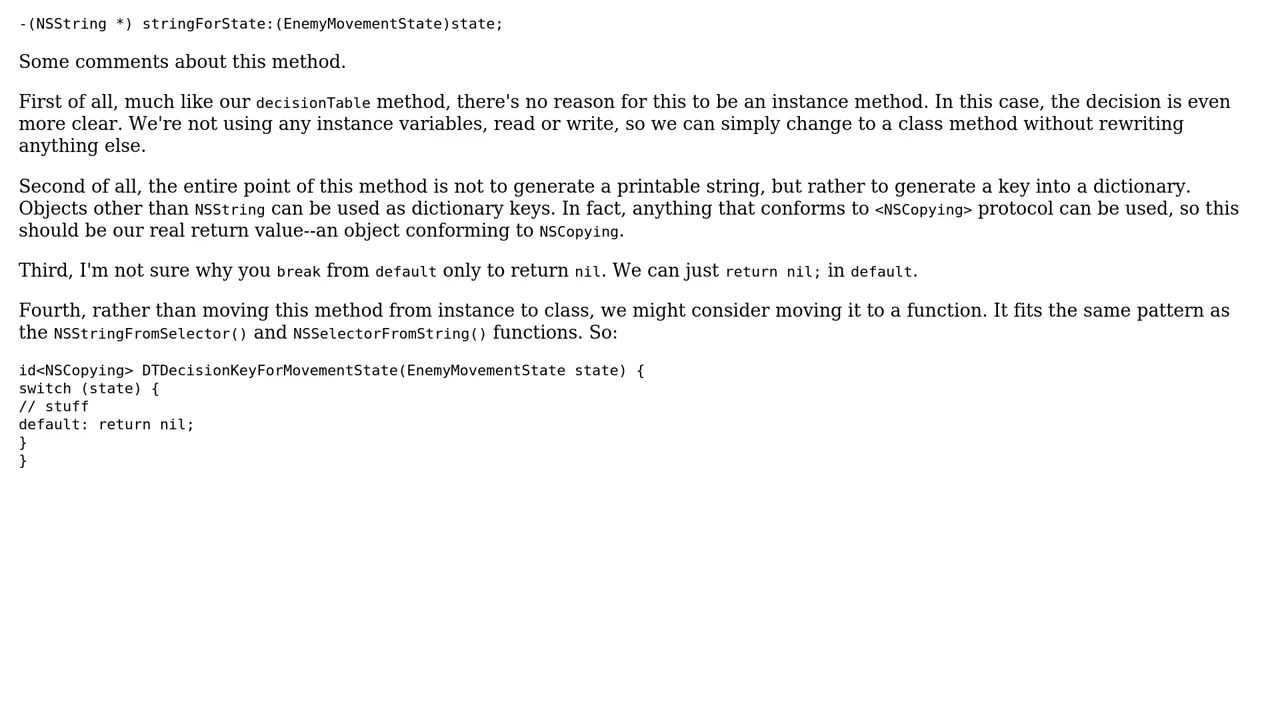 -(NSString *) stringForState:(EnemyMovementState)state;
Some comments about this method.
First of all, much like our decisionTable method, there's no reason for this to be an instance method. In this case, the decision is even
more clear. We're not using any instance variables, read or write, so we can simply change to a class method without rewriting
anything else.
Second of all, the entire point of this method is not to generate a printable string, but rather to generate a key into a dictionary.
Objects other than NSString can be used as dictionary keys. In fact, anything that conforms to <NSCopying> protocol can be used, so this
should be our real return value--an object conforming to NSCopying.
Third, I'm not sure why you break from default only to return nil. We can just return nil; in default.
Fourth, rather than moving this method from instance to class, we might consider moving it to a function. It fits the same pattern as
the NSStringFromSelector() and NSSelectorFromString() functions. So:
id<NSCopying> DTDecisionKeyForMovementState(EnemyMovementState state) {
switch (state) {
// stuff
default: return nil;
}
}